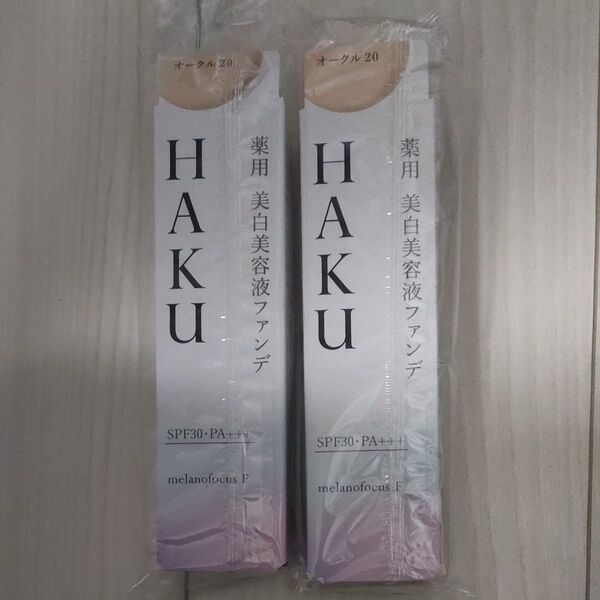 オークル20
HAKU
薬用 美白美容液ファンデ
SPF30・PA+++
melanofocus F
オークル20
HAKU
薬用 美白美容液ファンデ
SPF30・PA+++
melanofocus F